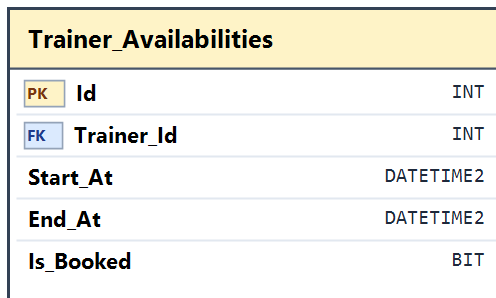 Trainer_Availabilities
PK Id INT
FK Trainer_Id INT
Start_At DATETIME2
End_At DATETIME2
Is_Booked BIT